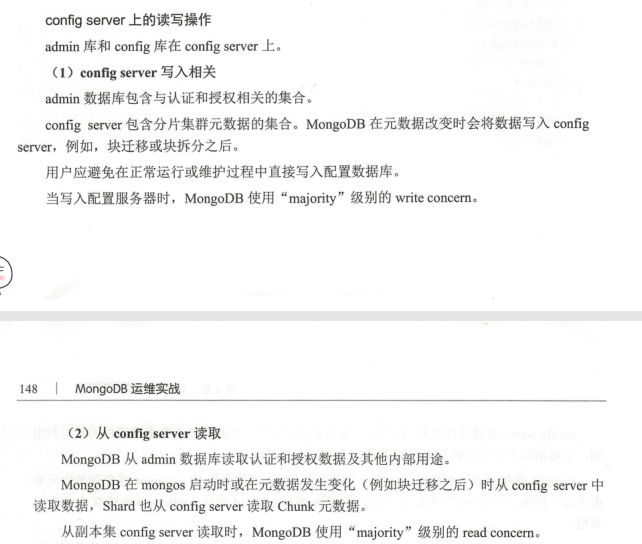 config server 上的读写操作
admin 库和 config 库在 config server 上。
（1）config server 写入相关
admin 数据库包含与认证和授权相关的集合。
config server 包含分片集群元数据的集合。MongoDB 在元数据改变时会将数据写入 config
server，例如，块迁移或块拆分之后。
用户应避免在正常运行或维护过程中直接写入配置数据库。
当写入配置服务器时，MongoDB 使用“majority”级别的 write concern。
148 | MongoDB 运维实战
（2）从 config server 读取
MongoDB 从 admin 数据库读取认证和授权数据及其他内部用途。
MongoDB 在 mongos 启动时或在元数据发生变化（例如块迁移之后）时从 config server 中
读取数据，Shard 也从 config server 读取 Chunk 元数据。
从副本集 config server 读取时，MongoDB 使用“majority”级别的 read concern。